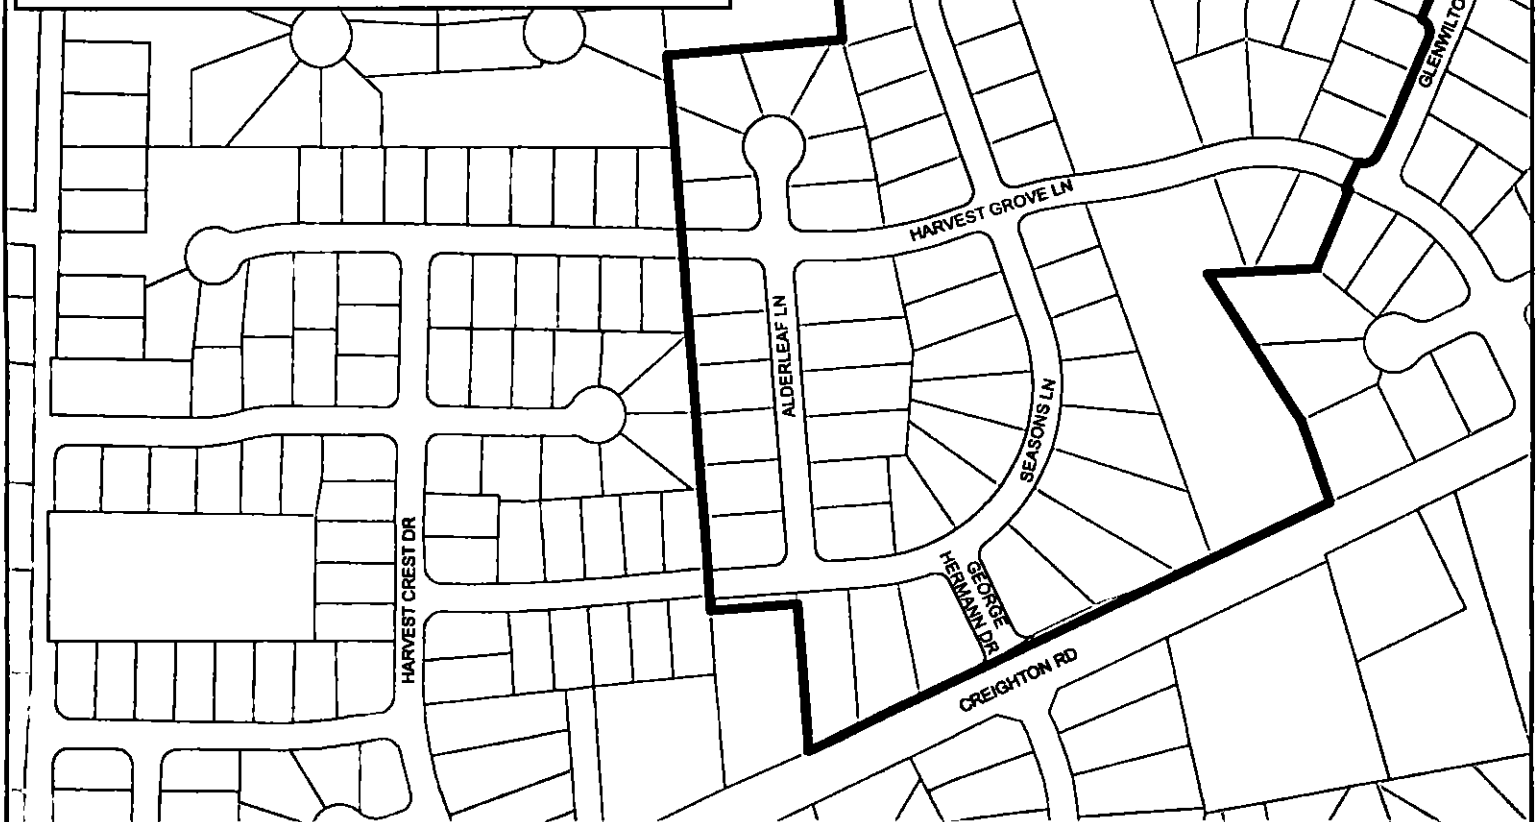 GLENWILTO
HARVEST GROVE LN
ALDERLEAF LN
SEASONS LN
HARVEST CREST DR
GEORGE
HERMANN DR
CREIGHTON RD